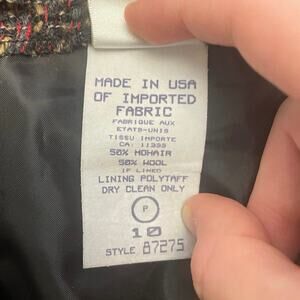 MADE IN USA
OF IMPORTED
FABRIC
FABRIQUE AUX
ETATS-UNIS
TISSU IMPORTE
CA: 11993
50% MOHAIR
50% WOOL
IF LINED
LINING POLYTAFF
DRY CLEAN ONLY
P
10
STYLE 87275